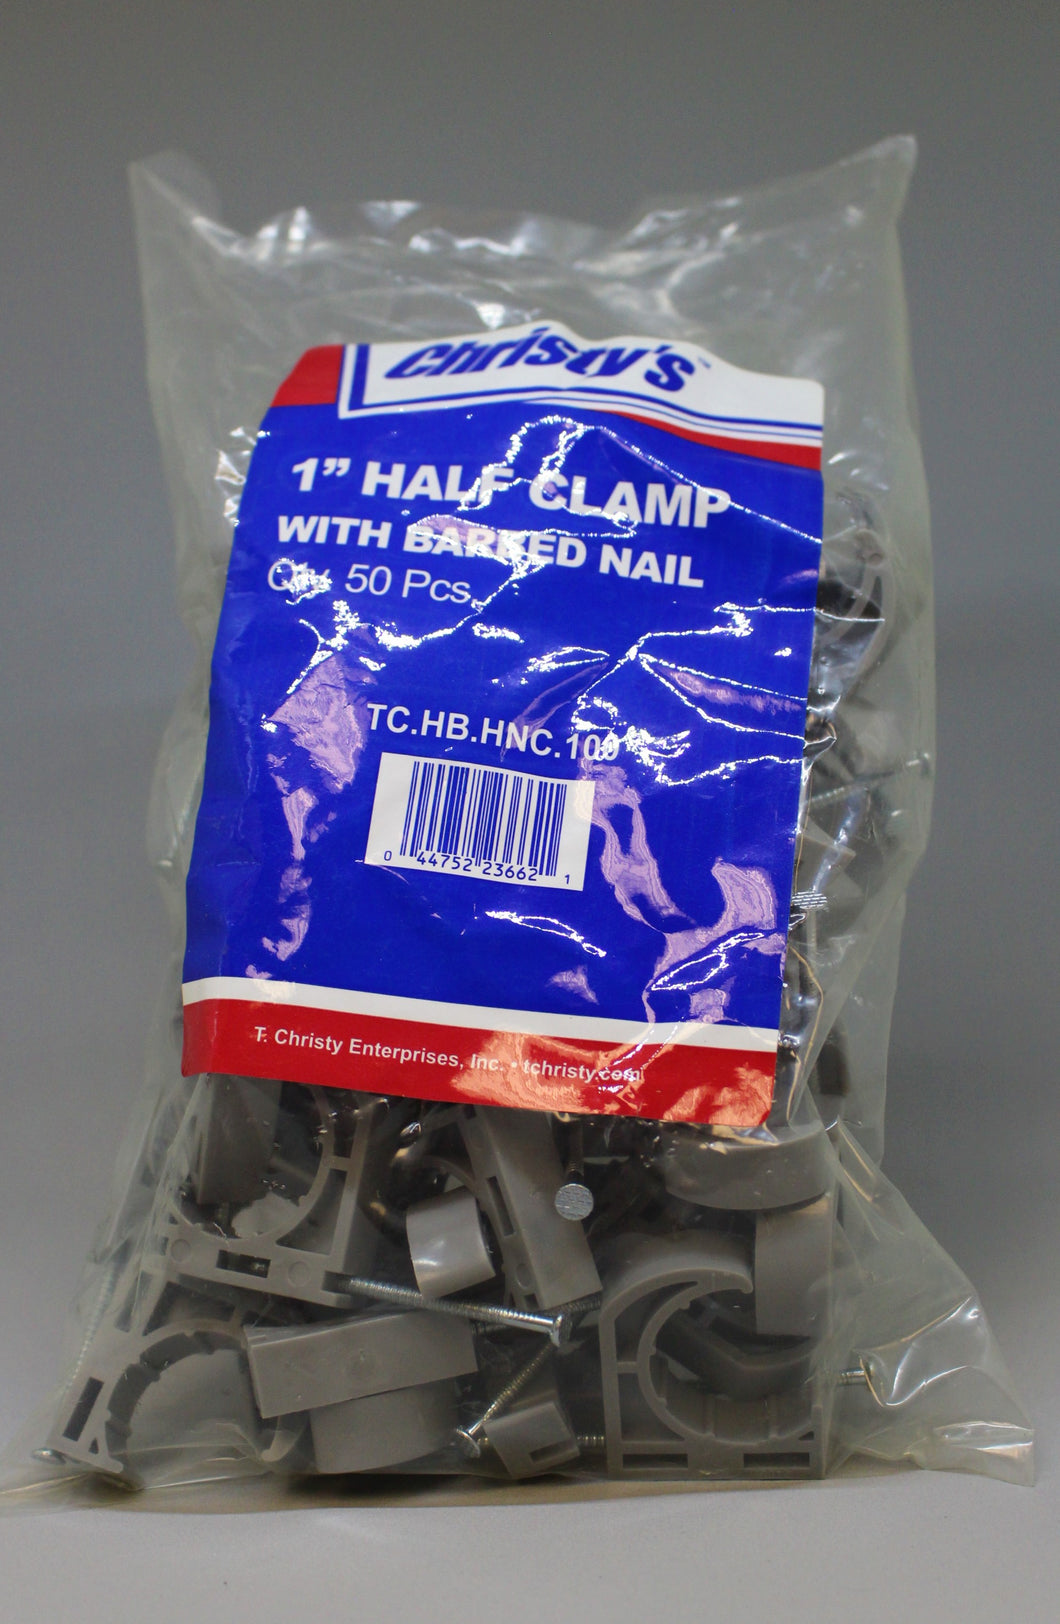 Christy's
1” HALF CLAMP
WITH BARBED NAIL
Qty. 50 Pcs.
TC.HB.HNC.100
0 44752 23662 1
T. Christy Enterprises, Inc. • tchristy.com